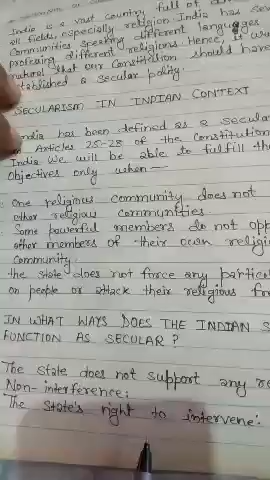 India is a vast country full of
all fields, especially religion. India has
Communities speaking different languages
professing different religions. Hence, it
natural that our Constitution should have
established a secular polity.
SECULARISM IN INDIAN CONTEXT
India has been defined as a secular
in Articles 25-28 of the Constitution
India. We will be able to fulfill
Objectives only when—
One religious community does not
other religious communities.
Some powerful members do not
other members of their own
Community.
the state does not force any
on people or attack their religious
IN WHAT WAYS DOES THE INDIAN
FUNCTION AS SECULAR?
The state does not support any
Non-interference:
The State's right to intervene: